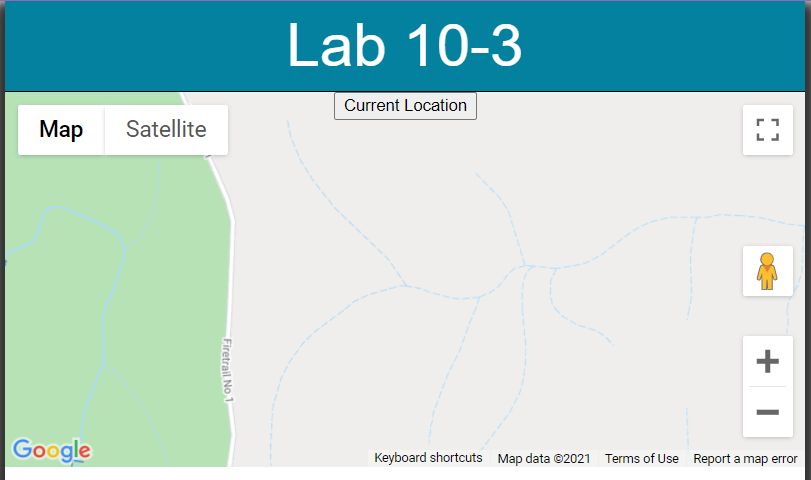 Lab 10-3
Current Location
Map
Satellite
Firetrail No.1
Google
Keyboard shortcuts
Map data ©2021
Terms of Use
Report a map error